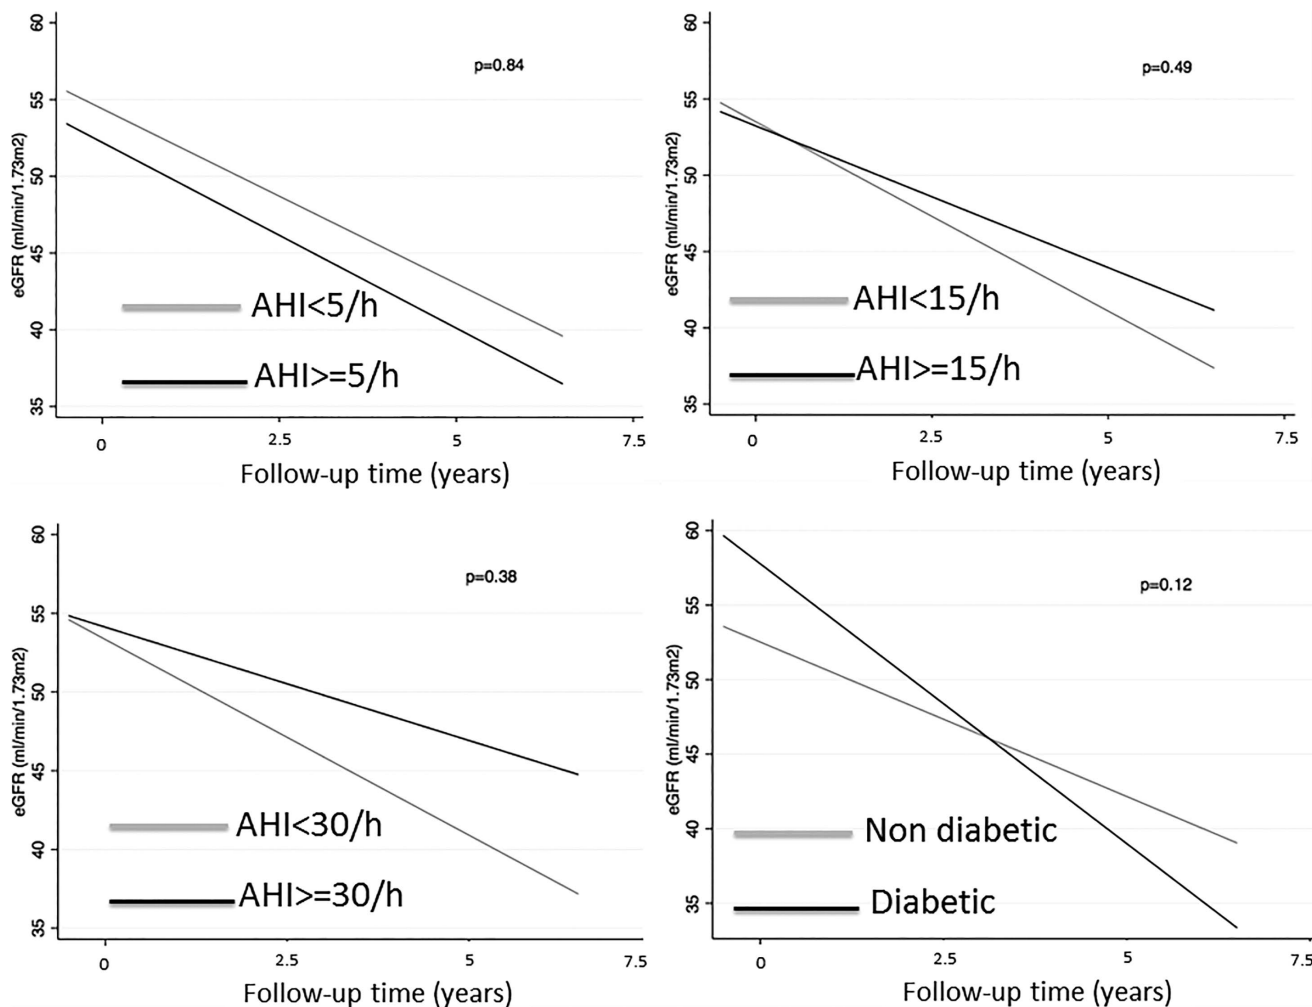 60
55
50
45
40
35
eGFR (ml/min/1.73m2)
p=0.84
AHI<5/h
AHI>=5/h
0 2.5 5 7.5
Follow-up time (years)
60
55
50
45
40
35
eGFR (ml/min/1.73m2)
p=0.49
AHI<15/h
AHI>=15/h
0 2.5 5 7.5
Follow-up time (years)
60
55
50
45
40
35
eGFR (ml/min/1.73m2)
p=0.38
AHI<30/h
AHI>=30/h
0 2.5 5 7.5
Follow-up time (years)
60
55
50
45
40
35
eGFR (ml/min/1.73m2)
p=0.12
Non diabetic
Diabetic
0 2.5 5 7.5
Follow-up time (years)